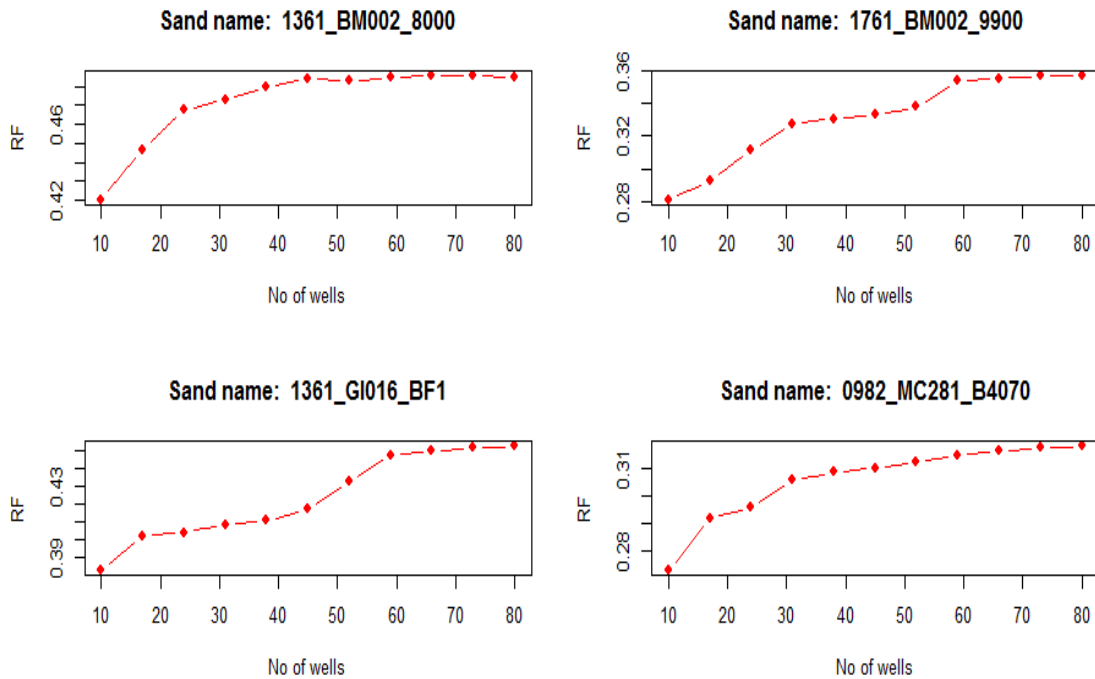 Sand name: 1361_BM002_8000
RF
0.46
0.42
10 20 30 40 50 60 70 80
No of wells
Sand name: 1761_BM002_9900
RF
0.36
0.32
0.28
10 20 30 40 50 60 70 80
No of wells
Sand name: 1361_GI016_BF1
RF
0.43
0.39
10 20 30 40 50 60 70 80
No of wells
Sand name: 0982_MC281_B4070
RF
0.31
0.28
10 20 30 40 50 60 70 80
No of wells